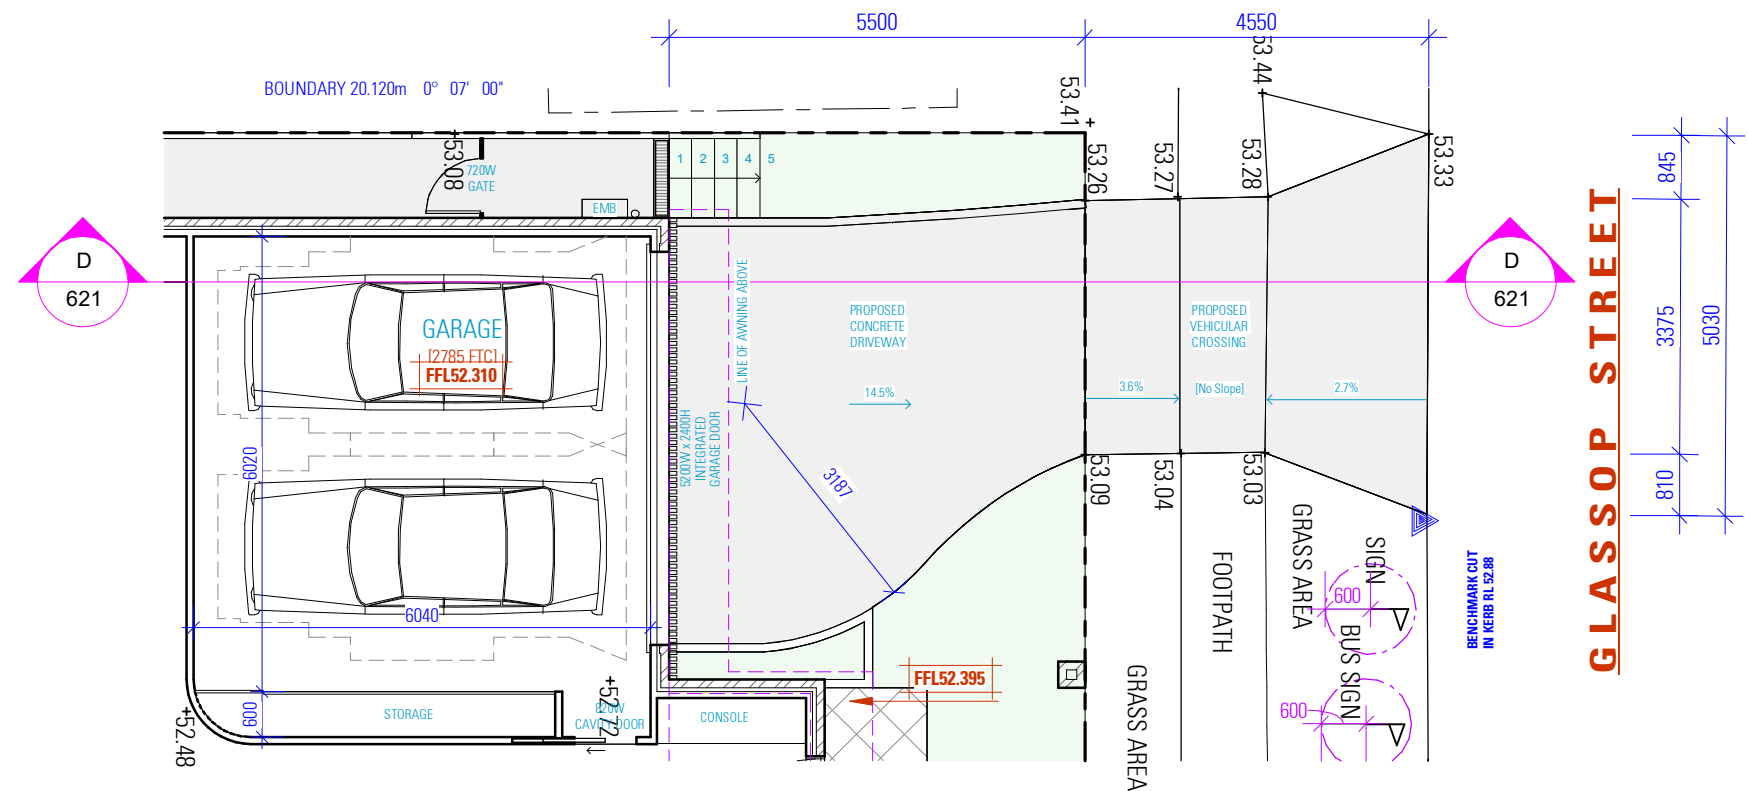 5500
4550
BOUNDARY 20.120m 0° 07' 00"
53.41
53.44
53.08
720W
GATE
1 2 3 4 5
53.26
53.27
53.28
53.33
845
EMB
D
621
D
621
GARAGE
[2785 FTC]
FFL52.310
LINE OF AWNING ABOVE
PROPOSED
CONCRETE
DRIVEWAY
14.5%
PROPOSED
VEHICULAR
CROSSING
3.6%
[No Slope]
2.7%
3375
5030
GLASSOP STREET
5200W x 2400H
INTEGRATED
GARAGE DOOR
6020
3187
53.09
53.04
53.03
810
GRASS AREA
SIGN
FOOTPATH
BENCHMARK CUT
IN KERB RL 52.88
600
6040
BUS SIGN
600
FFL52.395
GRASS AREA
600
STORAGE
52.72
820W
CAVITY DOOR
CONSOLE
52.48